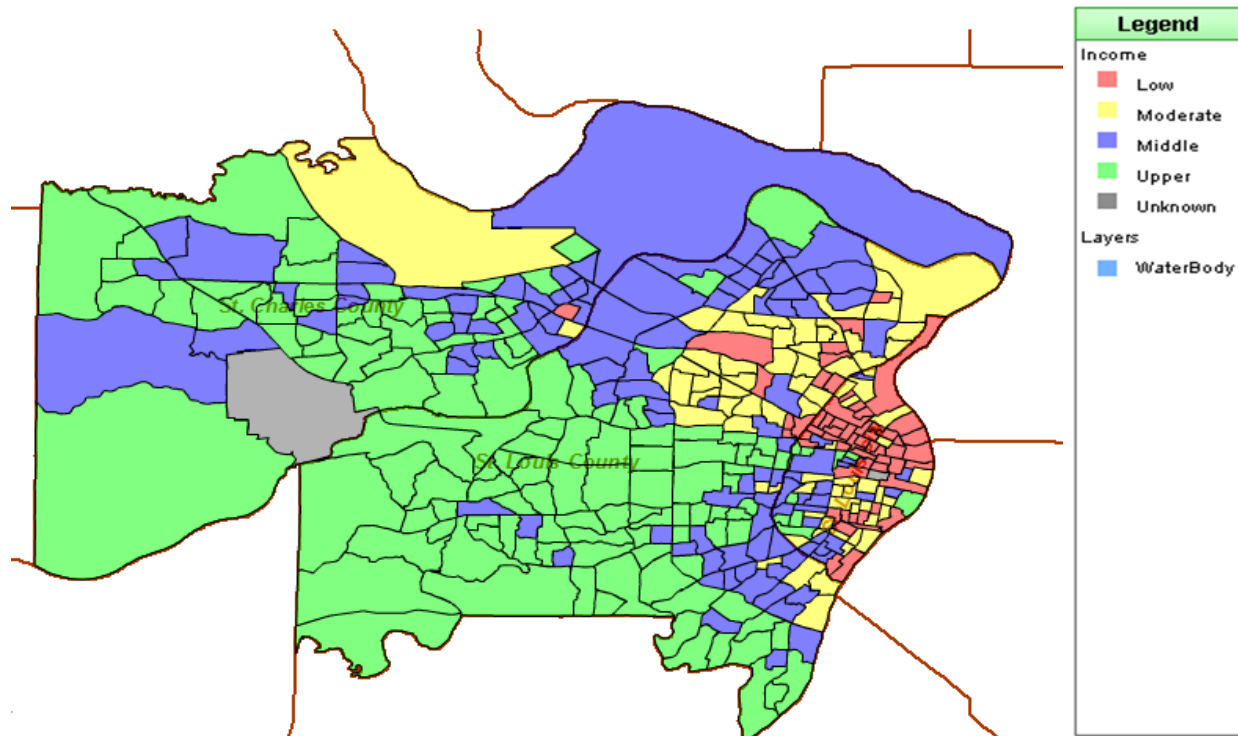 Legend
Income
Low
Moderate
Middle
Upper
Unknown
Layers
WaterBody
St. Charles County
St. Louis County